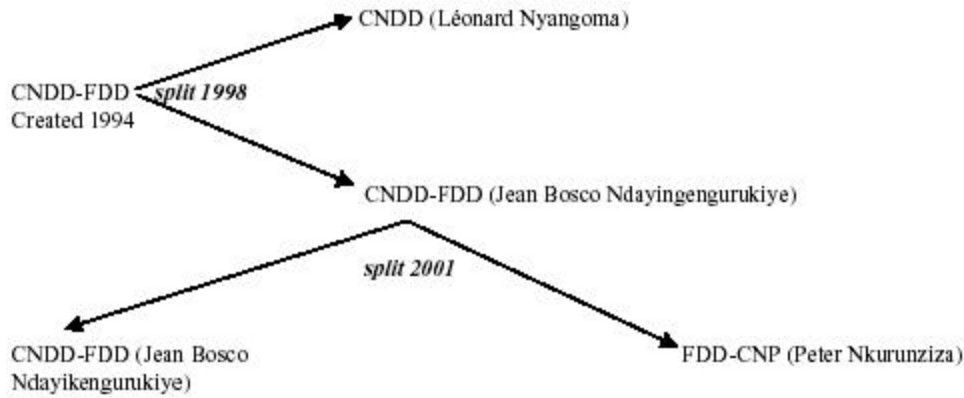 CNDD (Léonard Nyangoma)
CNDD-FDD
split 1998
Created 1994
CNDD-FDD (Jean Bosco Ndayingengurukiye)
split 2001
CNDD-FDD (Jean Bosco
Ndayikengurukiye)
FDD-CNP (Peter Nkurunziza)